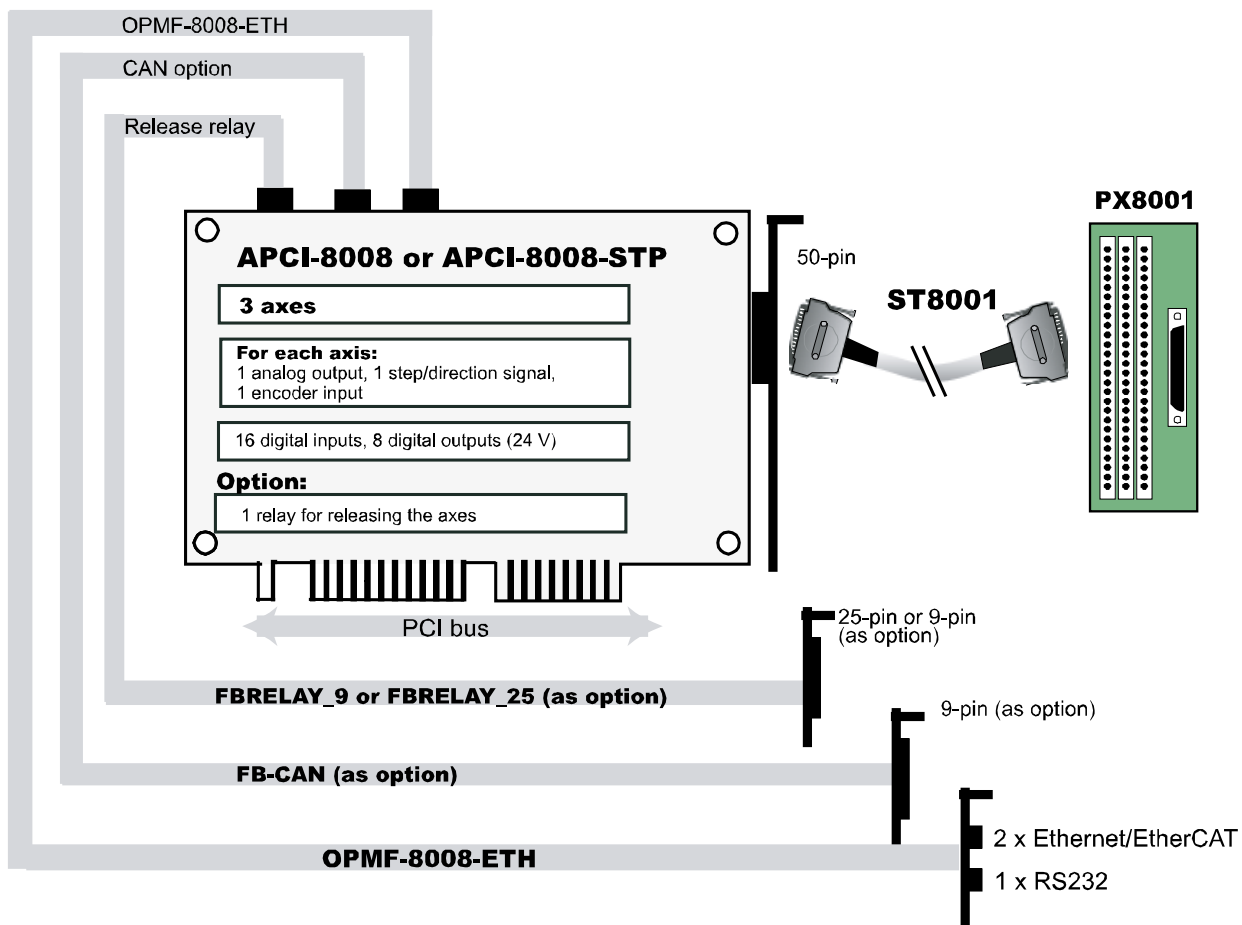 OPMF-8008-ETH
CAN option
Release relay
APCI-8008 or APCI-8008-STP
3 axes
For each axis:
1 analog output, 1 step/direction signal,
1 encoder input
16 digital inputs, 8 digital outputs (24 V)
Option:
1 relay for releasing the axes
PCI bus
50-pin
ST8001
PX8001
25-pin or 9-pin
(as option)
FBRELAY_9 or FBRELAY_25 (as option)
9-pin (as option)
FB-CAN (as option)
OPMF-8008-ETH
2 x Ethernet/EtherCAT
1 x RS232